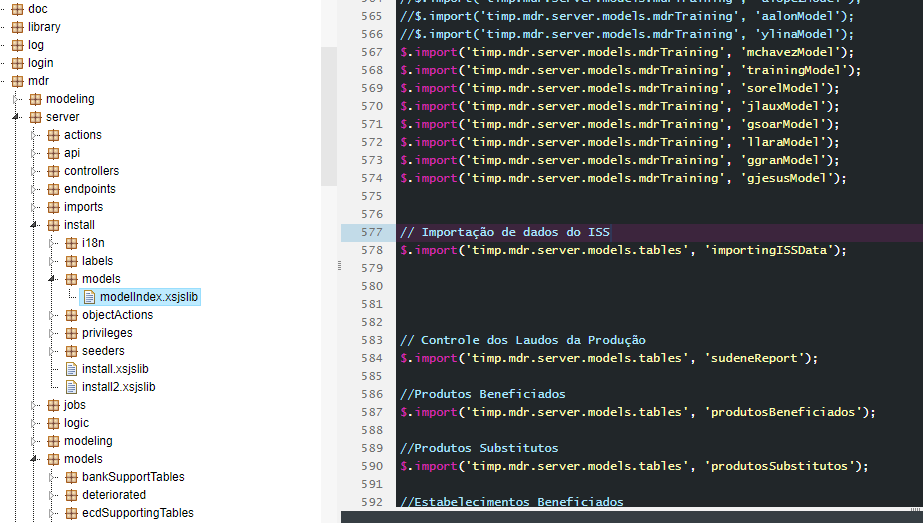 doc
library
log
login
mdr
modeling
server
actions
api
controllers
endpoints
imports
install
i18n
labels
models
modelIndex.xsjslib
objectActions
privileges
seeders
install.xsjslib
install2.xsjslib
jobs
logic
modeling
models
bankSupportTables
deteriorated
ecdSupportingTables
565 //$.import('timp.mdr.server.models.mdrTraining', 'aalonModel');
566 //$.import('timp.mdr.server.models.mdrTraining', 'ylinaModel');
567 $.import('timp.mdr.server.models.mdrTraining', 'mchavezModel');
568 $.import('timp.mdr.server.models.mdrTraining', 'trainingModel');
569 $.import('timp.mdr.server.models.mdrTraining', 'sorelModel');
570 $.import('timp.mdr.server.models.mdrTraining', 'jlauxModel');
571 $.import('timp.mdr.server.models.mdrTraining', 'gsoarModel');
572 $.import('timp.mdr.server.models.mdrTraining', 'llaraModel');
573 $.import('timp.mdr.server.models.mdrTraining', 'ggranModel');
574 $.import('timp.mdr.server.models.mdrTraining', 'gjesusModel');
575
576
577 // Importação de dados do ISS
578 $.import('timp.mdr.server.models.tables', 'importingISSData');
579
580
581
582
583 // Controle dos Laudos da Produção
584 $.import('timp.mdr.server.models.tables', 'sudeneReport');
585
586 //Produtos Beneficiados
587 $.import('timp.mdr.server.models.tables', 'produtosBeneficiados');
588
589 //Produtos Substitutos
590 $.import('timp.mdr.server.models.tables', 'produtosSubstitutos');
591
592 //Estabelecimentos Beneficiados